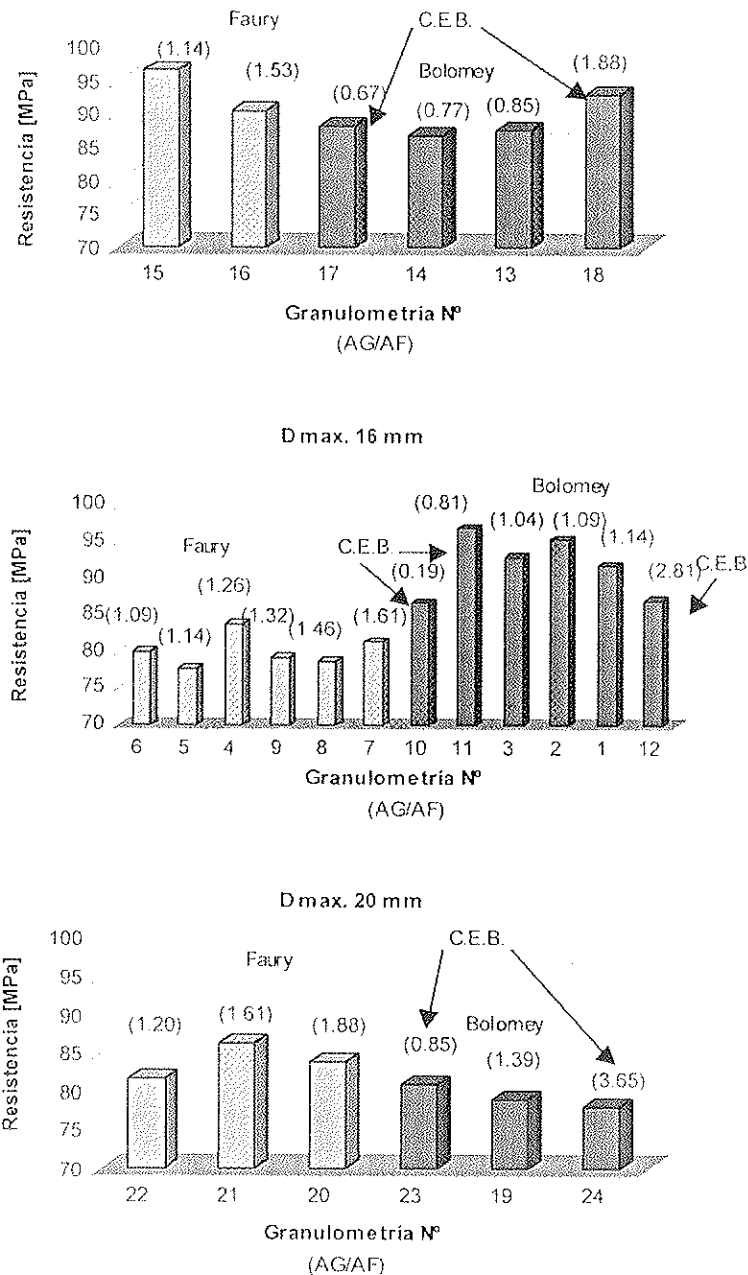 Faury
C.E.B.
100
(1.14)
(1.88)
95
(1.53)
Bolomey
90
(0.67)
(0.77)
(0.85)
85
80
75
70
Resistencia [MPa]
15 16 17 14 13 18
Granulometría Nº
(AG/AF)
D max. 16 mm
Bolomey
100
(0.81)
95
Faury
C.E.B.
(1.04)
(1.09)
(1.14)
90
(1.26)
(0.19)
(2.81)
C.E.B
85
(1.09)
(1.14)
(1.32)
(1.46)
(1.61)
80
75
70
Resistencia [MPa]
6 5 4 9 8 7 10 11 3 2 1 12
Granulometría Nº
(AG/AF)
D max. 20 mm
C.E.B.
100
Faury
95
90
(1.20)
(1.61)
(1.88)
(0.85)
Bolomey
85
(1.39)
(3.65)
80
75
70
Resistencia [MPa]
22 21 20 23 19 24
Granulometría Nº
(AG/AF)